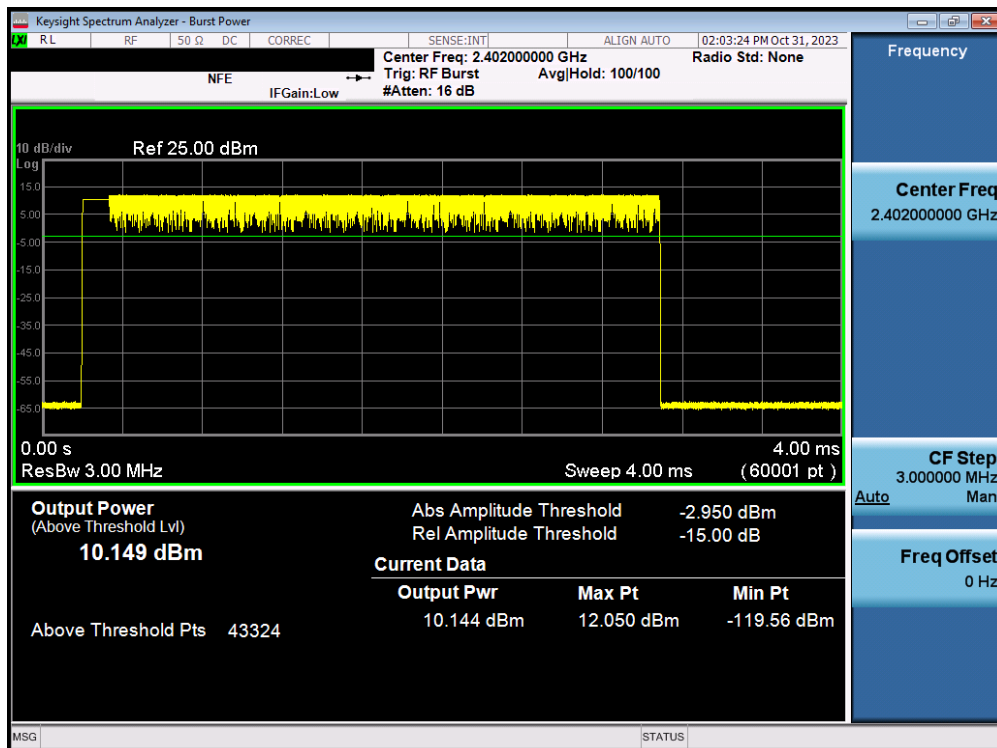 Keysight Spectrum Analyzer - Burst Power
LXI RL RF 50 Ω DC CORREC SENSE:INT ALIGN AUTO 02:03:24 PM Oct 31, 2023
Center Freq: 2.402000000 GHz Radio Std: None
NFE Trig: RF Burst Avg|Hold: 100/100
IFGain:Low #Atten: 16 dB
Frequency
10 dB/div Ref 25.00 dBm
Log
15.0
5.00
-5.00
-15.0
-25.0
-35.0
-45.0
-55.0
-65.0
0.00 s 4.00 ms
ResBw 3.00 MHz Sweep 4.00 ms (60001 pt)
Center Freq
2.402000000 GHz
CF Step
3.000000 MHz
Auto Man
Freq Offset
0 Hz
Output Power
(Above Threshold Lvl)
10.149 dBm
Above Threshold Pts 43324
Abs Amplitude Threshold -2.950 dBm
Rel Amplitude Threshold -15.00 dB
Current Data
Output Pwr Max Pt Min Pt
10.144 dBm 12.050 dBm -119.56 dBm
MSG STATUS